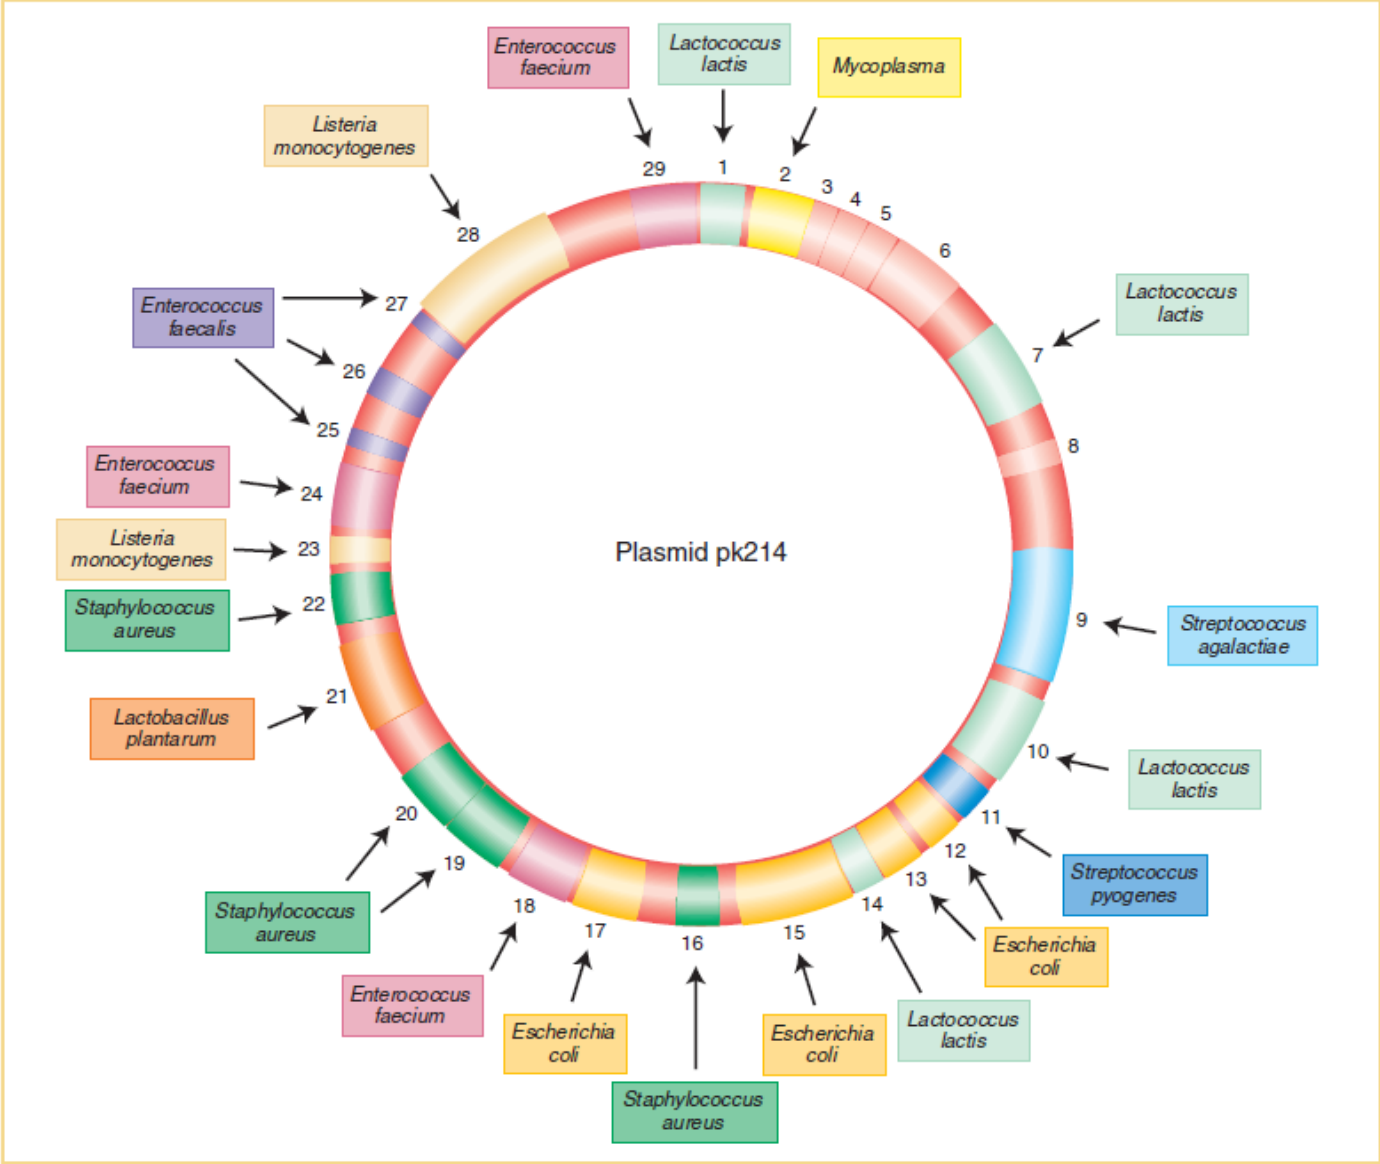 Enterococcus
faecium
Lactococcus
lactis
Mycoplasma
Listeria
monocytogenes
29
1
2
3
4
5
6
28
Enterococcus
faecalis
27
26
25
Lactococcus
lactis
7
8
Enterococcus
faecium
24
Listeria
monocytogenes
23
Plasmid pk214
Staphylococcus
aureus
22
9
Streptococcus
agalactiae
Lactobacillus
plantarum
21
10
Lactococcus
lactis
20
19
18
17
16
15
14
13
12
11
Streptococcus
pyogenes
Staphylococcus
aureus
Escherichia
coli
Enterococcus
faecium
Escherichia
coli
Escherichia
coli
Lactococcus
lactis
Staphylococcus
aureus